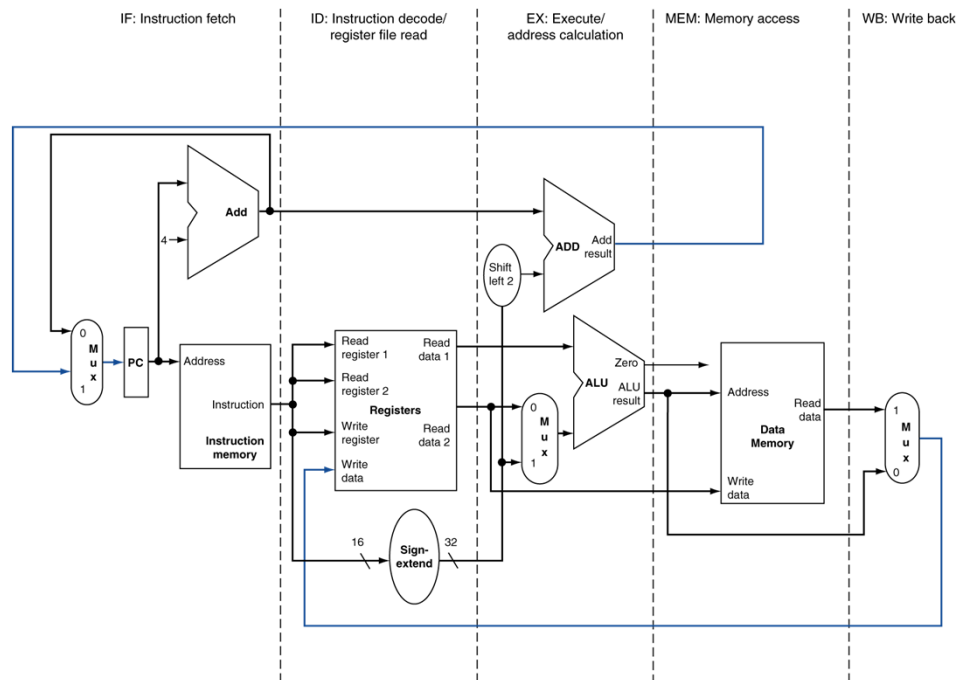 IF: Instruction fetch
ID: Instruction decode/
register file read
EX: Execute/
address calculation
MEM: Memory access
WB: Write back
Add
4
ADD
Add
result
Shift
left 2
0
M
u
x
1
PC
Address
Instruction
Instruction
memory
Read
register 1
Read
register 2
Write
register
Write
data
Registers
Read
data 1
Read
data 2
0
M
u
x
1
ALU
Zero
ALU
result
Address
Read
data
Data
Memory
Write
data
1
M
u
x
0
16
Sign-
extend
32